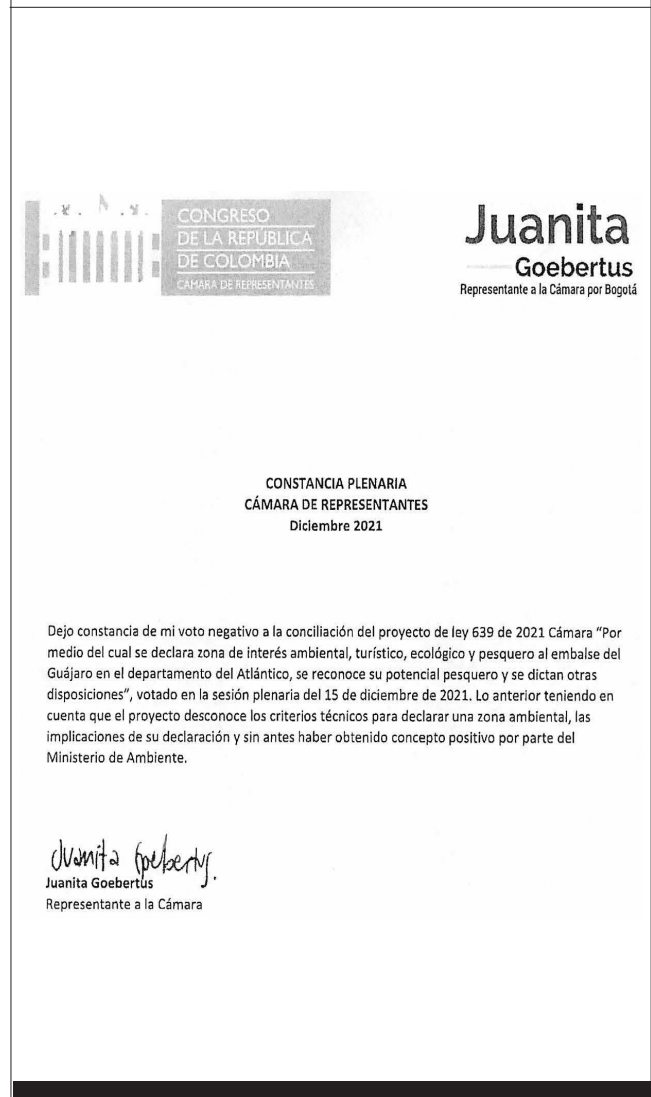 CONGRESO
DE LA REPÚBLICA
DE COLOMBIA
CÁMARA DE REPRESENTANTES
Juanita
Goebertus
Representante a la Cámara por Bogotá
CONSTANCIA PLENARIA
CÁMARA DE REPRESENTANTES
Diciembre 2021
Dejo constancia de mi voto negativo a la conciliación del proyecto de ley 639 de 2021 Cámara “Por
medio del cual se declara zona de interés ambiental, turístico, ecológico y pesquero al embalse del
Guájaro en el departamento del Atlántico, se reconoce su potencial pesquero y se dictan otras
disposiciones”, votado en la sesión plenaria del 15 de diciembre de 2021. Lo anterior teniendo en
cuenta que el proyecto desconoce los criterios técnicos para declarar una zona ambiental, las
implicaciones de su declaración y sin antes haber obtenido concepto positivo por parte del
Ministerio de Ambiente.
Juanita Goebertus.
Juanita Goebertus
Representante a la Cámara